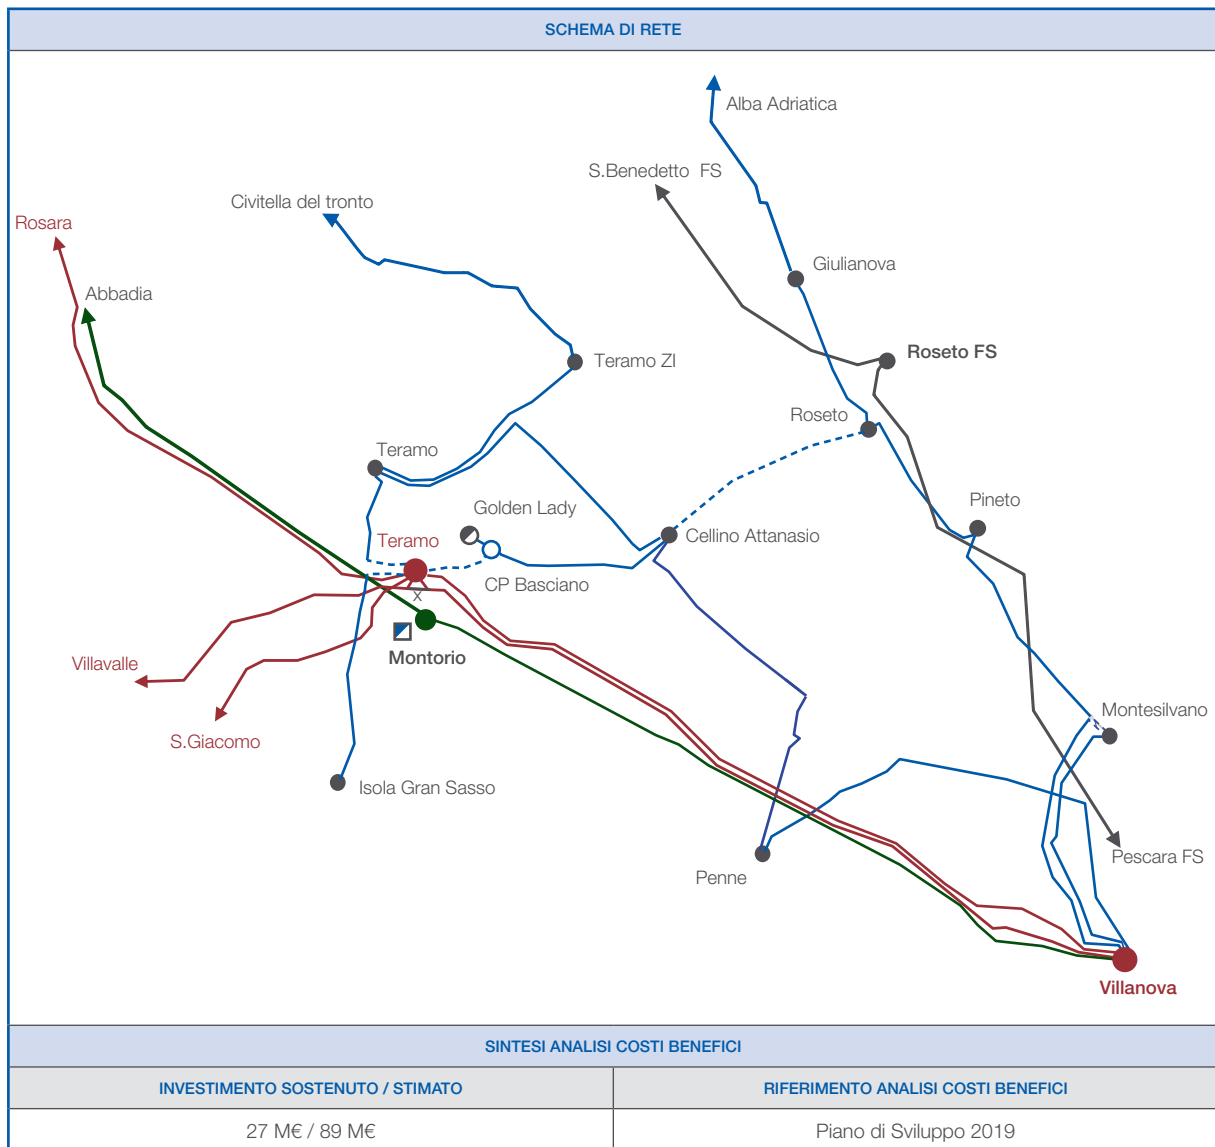 SCHEMA DI RETE
Alba Adriatica
S.Benedetto FS
Civitella del tronto
Rosara
Giulianova
Abbadia
Roseto FS
Teramo ZI
Roseto
Teramo
Pineto
Golden Lady
Teramo
Cellino Attanasio
CP Basciano
X
Montorio
Villavalle
Montesilvano
S.Giacomo
Isola Gran Sasso
Pescara FS
Penne
Villanova
SINTESI ANALISI COSTI BENEFICI
INVESTIMENTO SOSTENUTO / STIMATO
RIFERIMENTO ANALISI COSTI BENEFICI
27 M€ / 89 M€
Piano di Sviluppo 2019